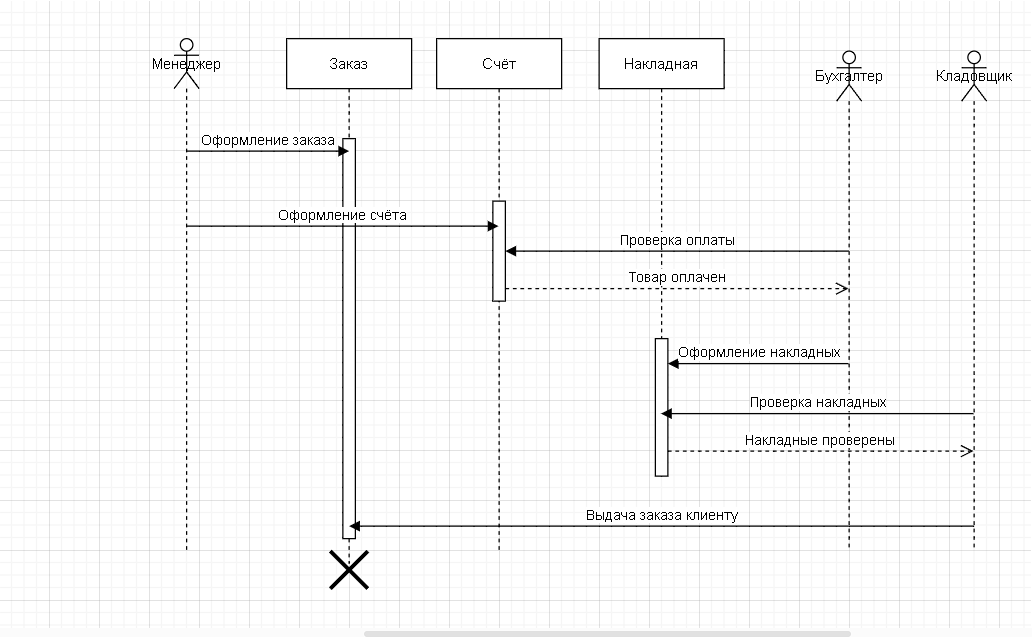 Менеджер
Заказ
Счёт
Накладная
Бухгалтер
Кладовщик
Оформление заказа
Оформление счёта
Проверка оплаты
Товар оплачен
Оформление накладных
Проверка накладных
Накладные проверены
Выдача заказа клиенту